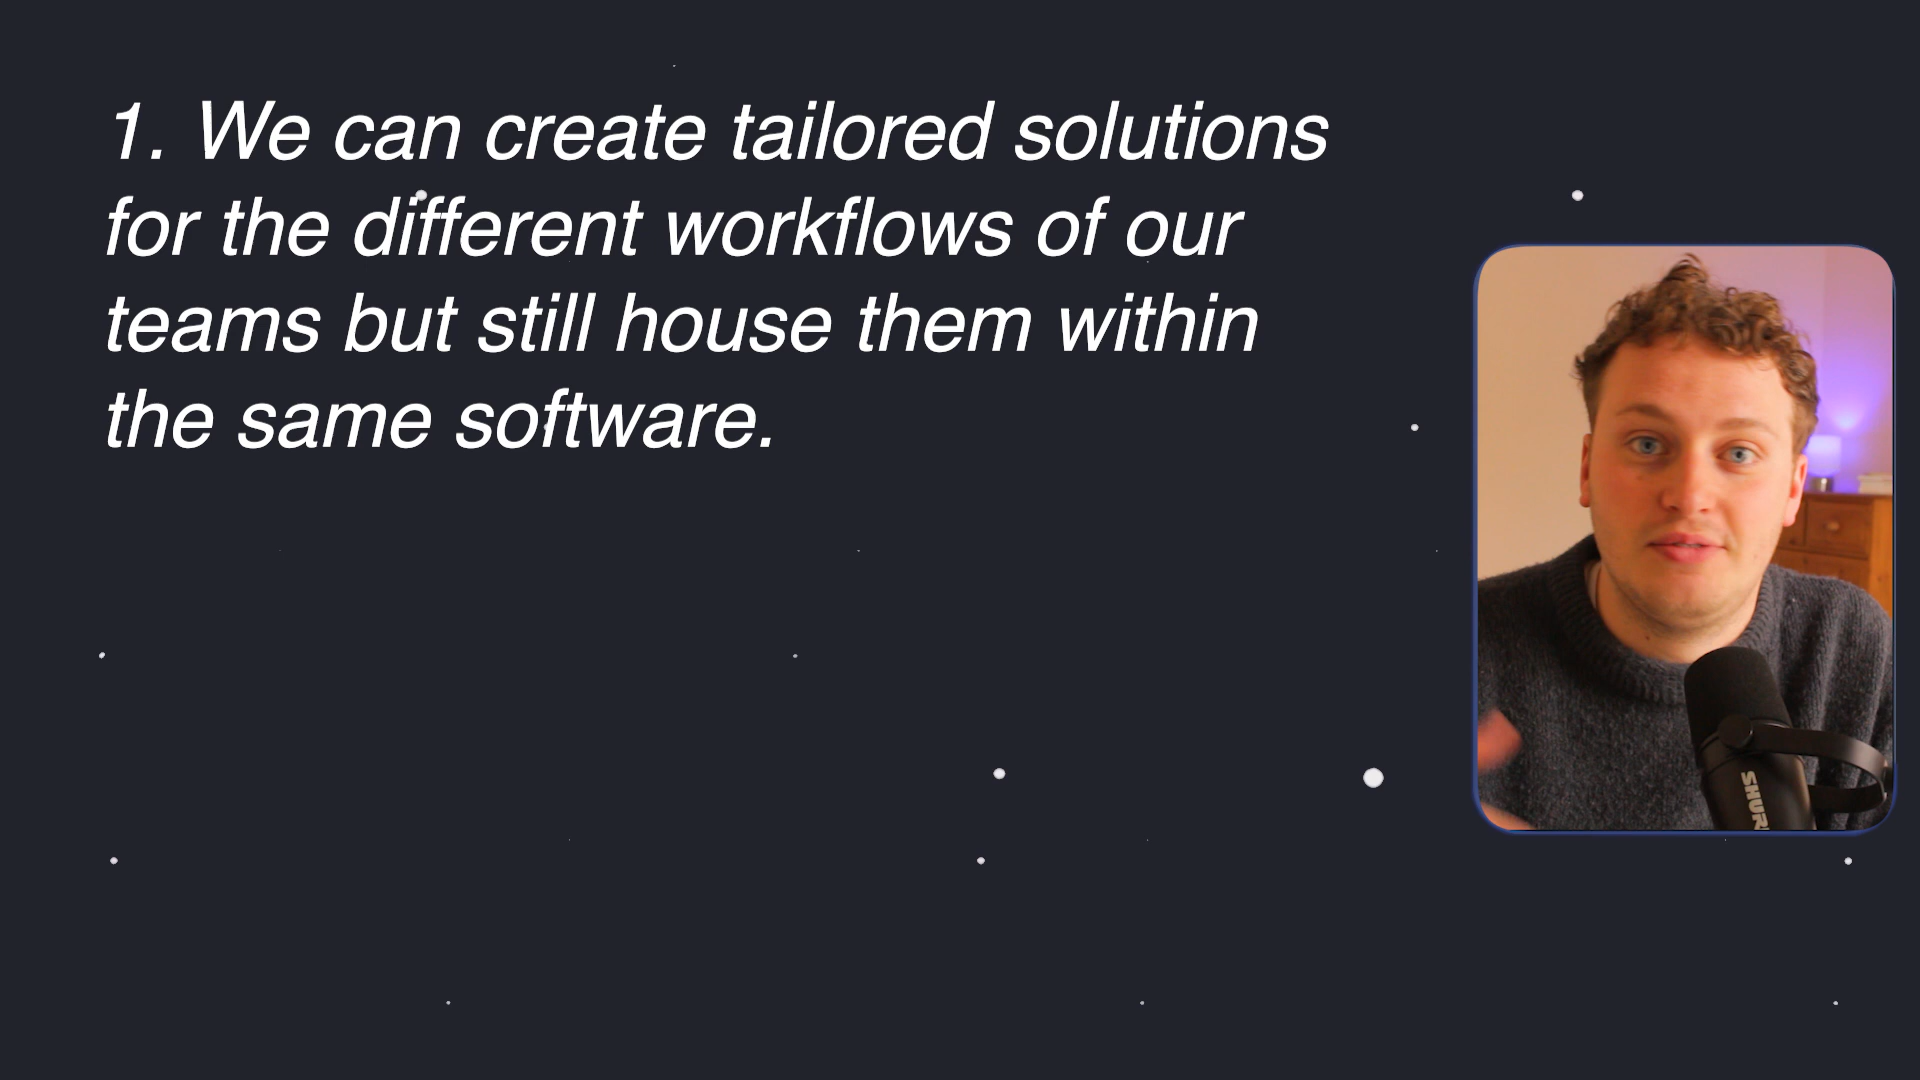 1. We can create tailored solutions
for the different workflows of our
teams but still house them within
the same software.